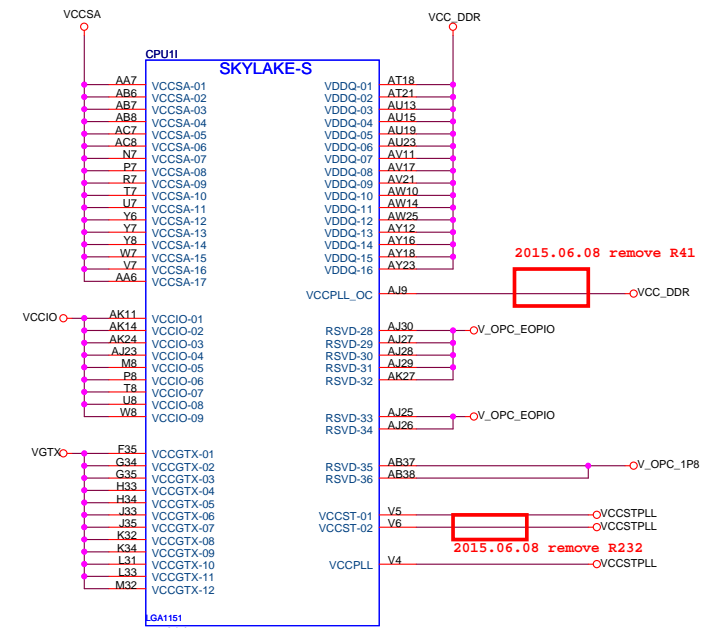 VCCSA
VCC_DDR
CPU1I
SKYLAKE-S
AA7 VCCSA-01 VDDQ-01 AT18
AB6 VCCSA-02 VDDQ-02 AT21
AB7 VCCSA-03 VDDQ-03 AU13
AB8 VCCSA-04 VDDQ-04 AU15
AC7 VCCSA-05 VDDQ-05 AU19
AC8 VCCSA-06 VDDQ-06 AU23
N7 VCCSA-07 VDDQ-07 AV11
P7 VCCSA-08 VDDQ-08 AV17
R7 VCCSA-09 VDDQ-09 AV21
T7 VCCSA-10 VDDQ-10 AW10
U7 VCCSA-11 VDDQ-11 AW14
Y6 VCCSA-12 VDDQ-12 AW25
Y7 VCCSA-13 VDDQ-13 AY12
Y8 VCCSA-14 VDDQ-14 AY16
W7 VCCSA-15 VDDQ-15 AY18
V7 VCCSA-16 VDDQ-16 AY23
AA6 VCCSA-17
2015.06.08 remove R41
VCCPLL_OC AJ9 VCC_DDR
VCCIO AK11 VCCIO-01
AK14 VCCIO-02 RSVD-28 AJ30 V_OPC_EOPIO
AK24 VCCIO-03 RSVD-29 AJ27
AJ23 VCCIO-04 RSVD-30 AJ28
M8 VCCIO-05 RSVD-31 AJ29
P8 VCCIO-06 RSVD-32 AK27
T8 VCCIO-07
U8 VCCIO-08
W8 VCCIO-09 RSVD-33 AJ25 V_OPC_EOPIO
RSVD-34 AJ26
VGTX F35 VCCGTX-01
G34 VCCGTX-02 RSVD-35 AB37 V_OPC_1P8
G35 VCCGTX-03 RSVD-36 AB38
H33 VCCGTX-04
H34 VCCGTX-05
J33 VCCGTX-06 VCCST-01 V5 VCCSTPLL
J35 VCCGTX-07 VCCST-02 V6 VCCSTPLL
K32 VCCGTX-08
2015.06.08 remove R232
K34 VCCGTX-09
L31 VCCGTX-10 VCCPLL V4 VCCSTPLL
L33 VCCGTX-11
M32 VCCGTX-12
LGA1151